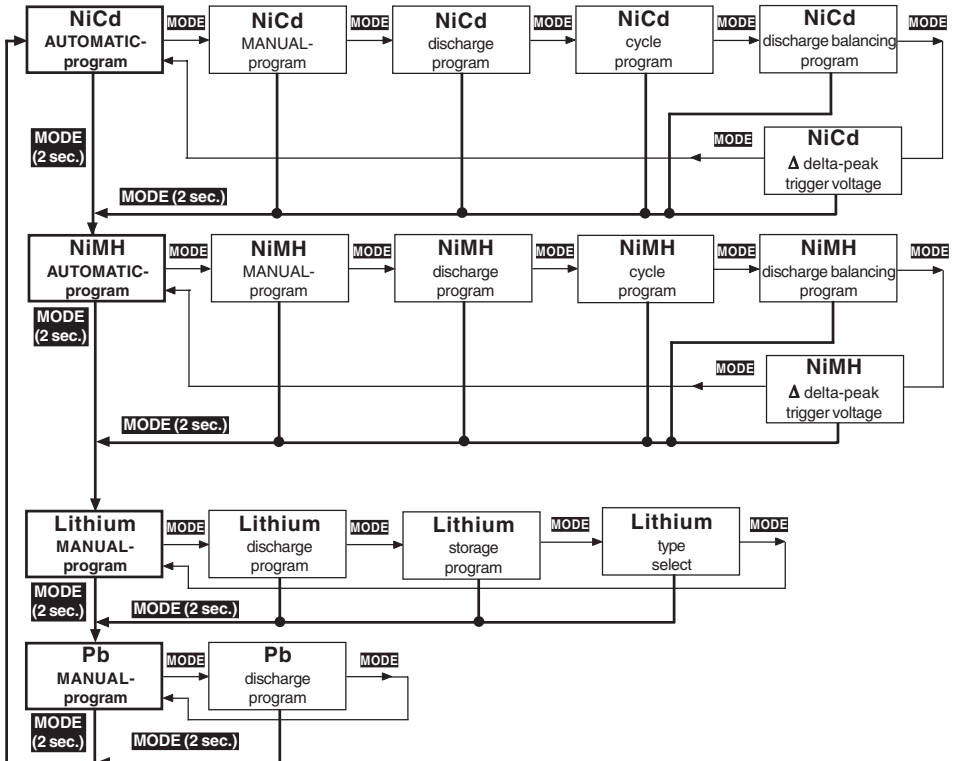 NiCd
AUTOMATIC-
program
MODE
NiCd
MANUAL-
program
MODE
NiCd
discharge
program
MODE
NiCd
cycle
program
MODE
NiCd
discharge balancing
program
MODE
MODE
(2 sec.)
MODE
NiCd
Δ delta-peak
trigger voltage
MODE (2 sec.)
NiMH
AUTOMATIC-
program
MODE
NiMH
MANUAL-
program
MODE
NiMH
discharge
program
MODE
NiMH
cycle
program
MODE
NiMH
discharge balancing
program
MODE
MODE
(2 sec.)
MODE
NiMH
Δ delta-peak
trigger voltage
MODE (2 sec.)
Lithium
MANUAL-
program
MODE
Lithium
discharge
program
MODE
Lithium
storage
program
MODE
Lithium
type
select
MODE
MODE
(2 sec.)
MODE (2 sec.)
Pb
MANUAL-
program
MODE
Pb
discharge
program
MODE
MODE
(2 sec.)
MODE (2 sec.)